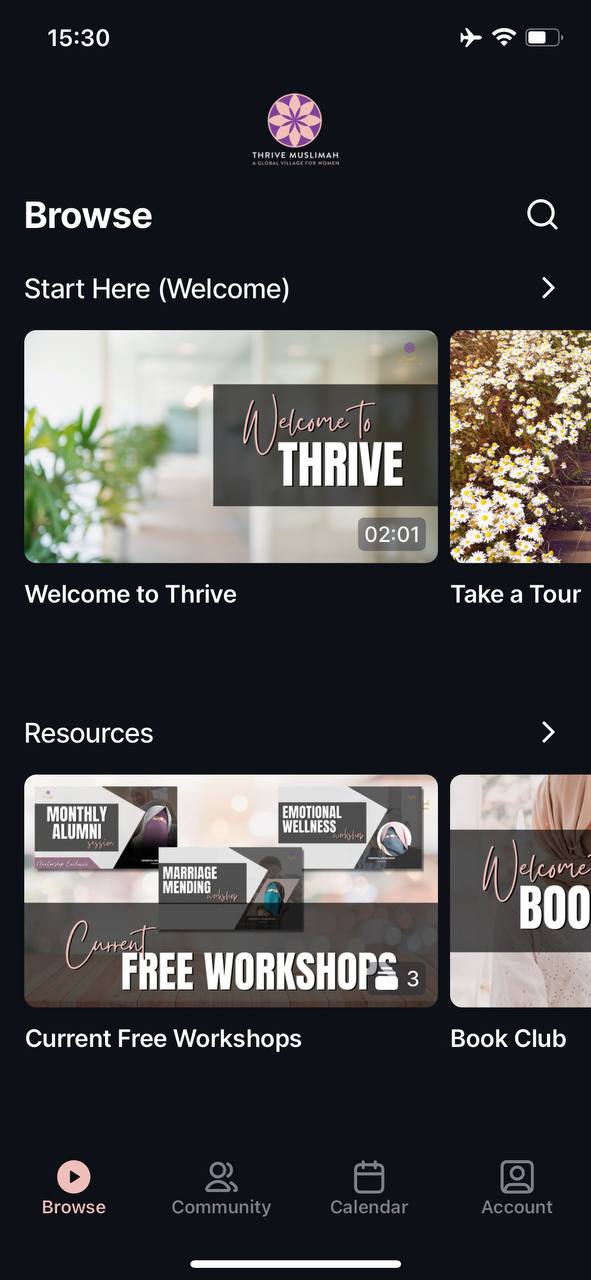 15:30
THRIVE MUSLIMAH
A GLOBAL VILLAGE FOR WOMEN
Browse
Start Here (Welcome)
Welcome To
THRIVE
02:01
Welcome to Thrive
Take a Tour
Resources
MONTHLY
ALUMNI
session
EMOTIONAL
WELLNESS
workshop
MARRIAGE
MENDING
workshop
Current
FREE WORKSHOPS
3
Welcome
BOO
Current Free Workshops
Book Club
Browse
Community
Calendar
Account